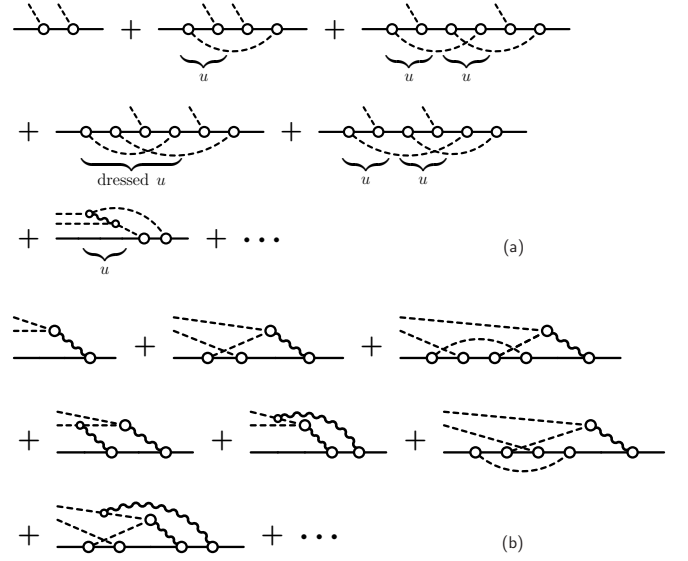 + +
u u u
+ +
dressed u u u
+ + ···
(a)
u
+ +
+ + +
+ + ···
(b)